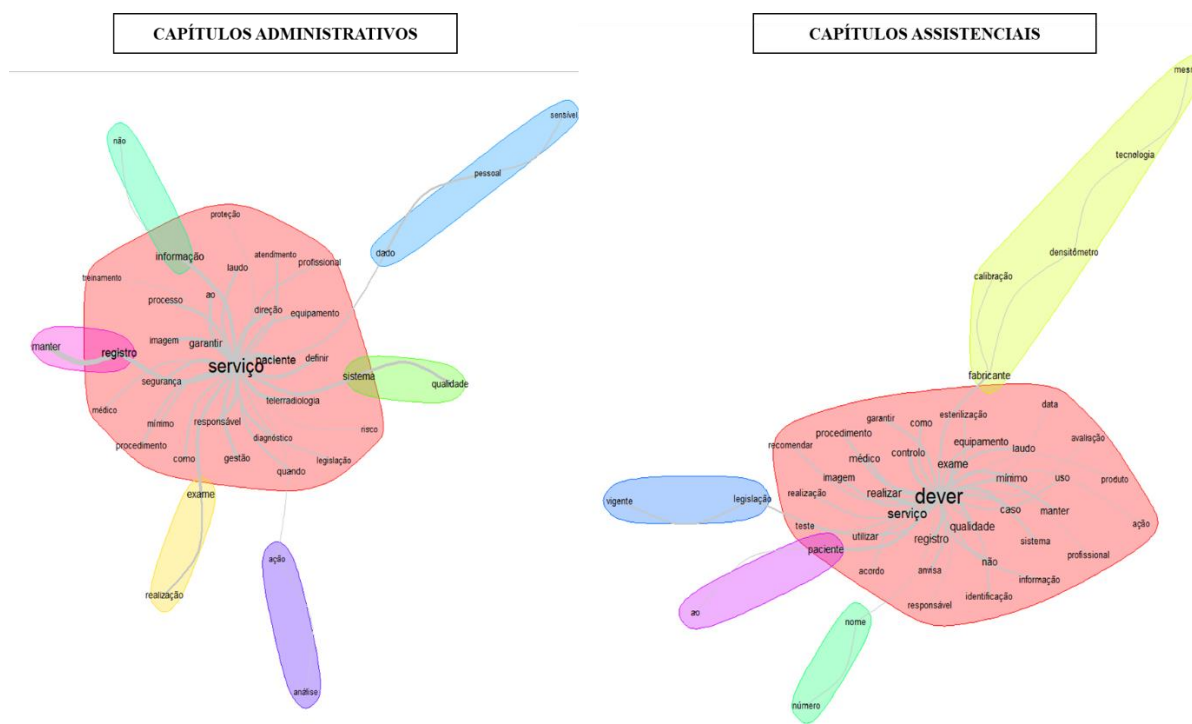 CAPÍTULOS ADMINISTRATIVOS
não
sensível
pessoal
proteção
dado
informação
laudo
atendimento
profissional
treinamento
ao
processo
direção
equipamento
imagem
garantir
manter
registro
serviço
paciente
definir
segurança
sistema
qualidade
telerradiologia
médico
mínimo
responsável
risco
procedimento
diagnóstico
como
gestão
quando
legislação
exame
ação
realização
análise
CAPÍTULOS ASSISTENCIAIS
tecnologia
densitômetro
calibração
fabricante
data
garantir
como
esterilização
procedimento
equipamento
laudo
avaliação
recomendar
médico
controlo
exame
imagem
mínimo
uso
produto
realização
realizar
dever
vigente
legislação
serviço
caso
manter
ação
teste
utilizar
qualidade
registro
sistema
paciente
não
profissional
acordo
anvisa
informação
ao
responsável
identificação
nome
número